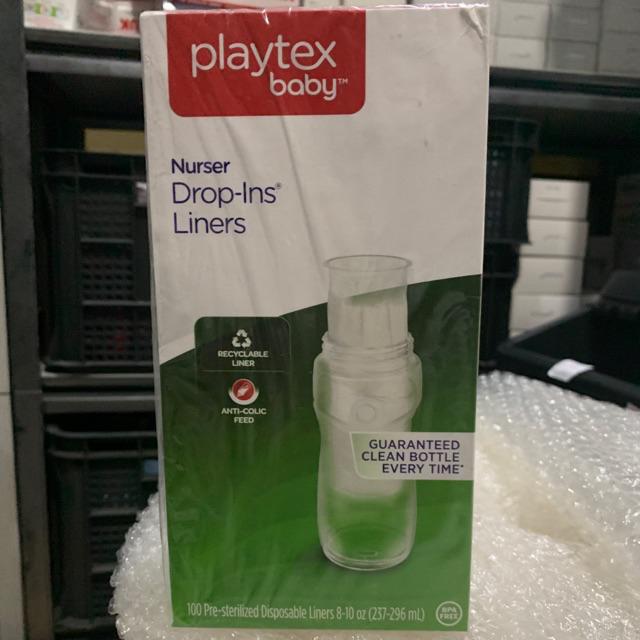 playtex
baby™
Nurser
Drop-Ins®
Liners
RECYCLABLE
LINER
ANTI-COLIC
FEED
GUARANTEED
CLEAN BOTTLE
EVERY TIME*
100 Pre-sterilized Disposable Liners 8-10 oz (237-296 mL)
BPA
FREE